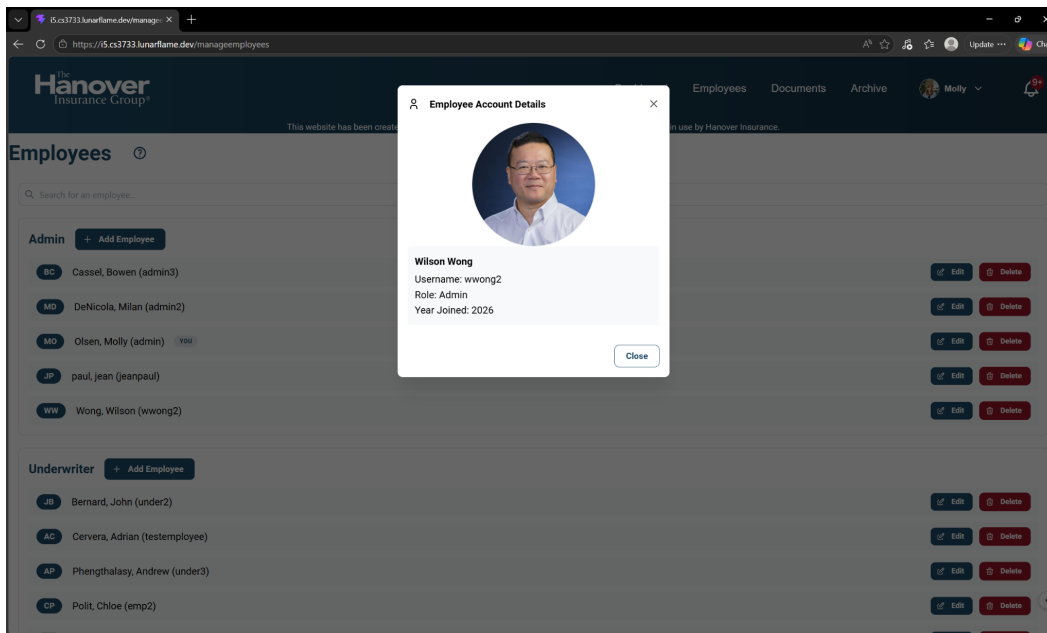 i5.cs3733.lunarflame.dev/manage
https://i5.cs3733.lunarflame.dev/manageemployees
Update
The
Hanover
Insurance Group®
Employees
Documents
Archive
Molly
9+
This website has been
in use by Hanover Insurance.
Employees
Search for an employee...
Admin
+ Add Employee
BC Cassel, Bowen (admin3) Edit Delete
MD DeNicola, Milan (admin2) Edit Delete
MO Olsen, Molly (admin) YOU Edit Delete
JP paul, jean (jeanpaul) Edit Delete
WW Wong, Wilson (wwong2) Edit Delete
Underwriter
+ Add Employee
JB Bernard, John (under2) Edit Delete
AC Cervera, Adrian (testemployee) Edit Delete
AP Phengthalasy, Andrew (under3) Edit Delete
CP Polit, Chloe (emp2) Edit Delete
Employee Account Details
Wilson Wong
Username: wwong2
Role: Admin
Year Joined: 2026
Close